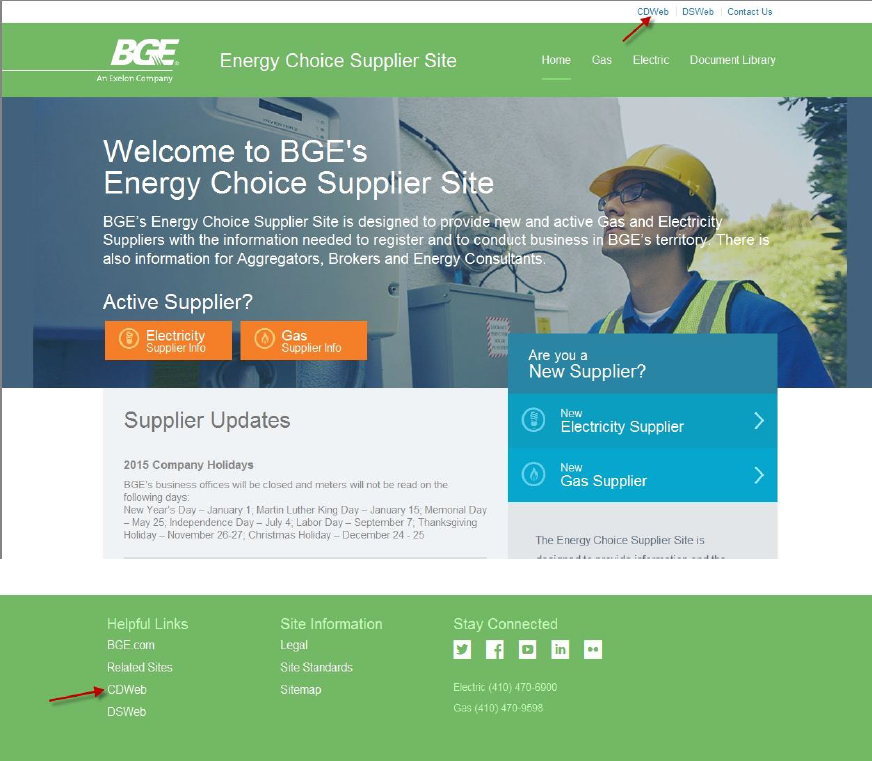 CDWeb | DSWeb | Contact Us
BGE
An Exelon Company
Energy Choice Supplier Site
Home Gas Electric Document Library
Welcome to BGE's
Energy Choice Supplier Site
BGE's Energy Choice Supplier Site is designed to provide new and active Gas and Electricity
Suppliers with the information needed to register and to conduct business in BGE's territory. There is
also information for Aggregators, Brokers and Energy Consultants.
Active Supplier?
Electricity
Supplier Info
Gas
Supplier Info
Are you a
New Supplier?
New
Electricity Supplier
New
Gas Supplier
Supplier Updates
2015 Company Holidays
BGE's business offices will be closed and meters will not be read on the
following days:
New Year's Day – January 1; Martin Luther King Day – January 15; Memorial Day
– May 25; Independence Day – July 4; Labor Day – September 7; Thanksgiving
Holiday – November 26-27; Christmas Holiday – December 24 - 25
The Energy Choice Supplier Site is
designed to provide information and the
Helpful Links
BGE.com
Related Sites
CDWeb
DSWeb
Site Information
Legal
Site Standards
Sitemap
Stay Connected
Electric (410) 470-6900
Gas (410) 470-9598